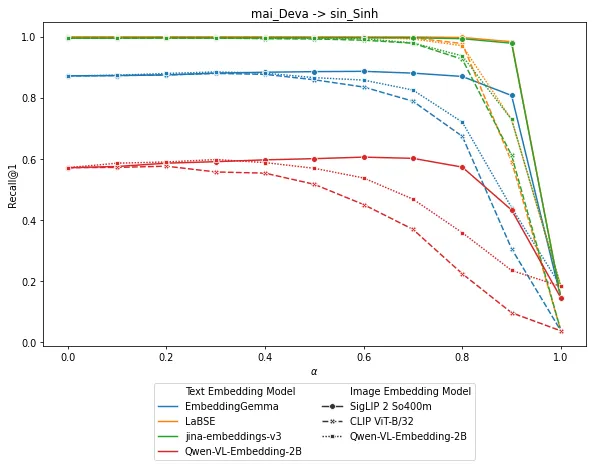 mai_Deva -> sin_Sinh
Recall@1
1.0
0.8
0.6
0.4
0.2
0.0
0.0 0.2 0.4 0.6 0.8 1.0
α
Text Embedding Model Image Embedding Model
EmbeddingGemma SigLIP 2 So400m
LaBSE CLIP ViT-B/32
jina-embeddings-v3 Qwen-VL-Embedding-2B
Qwen-VL-Embedding-2B